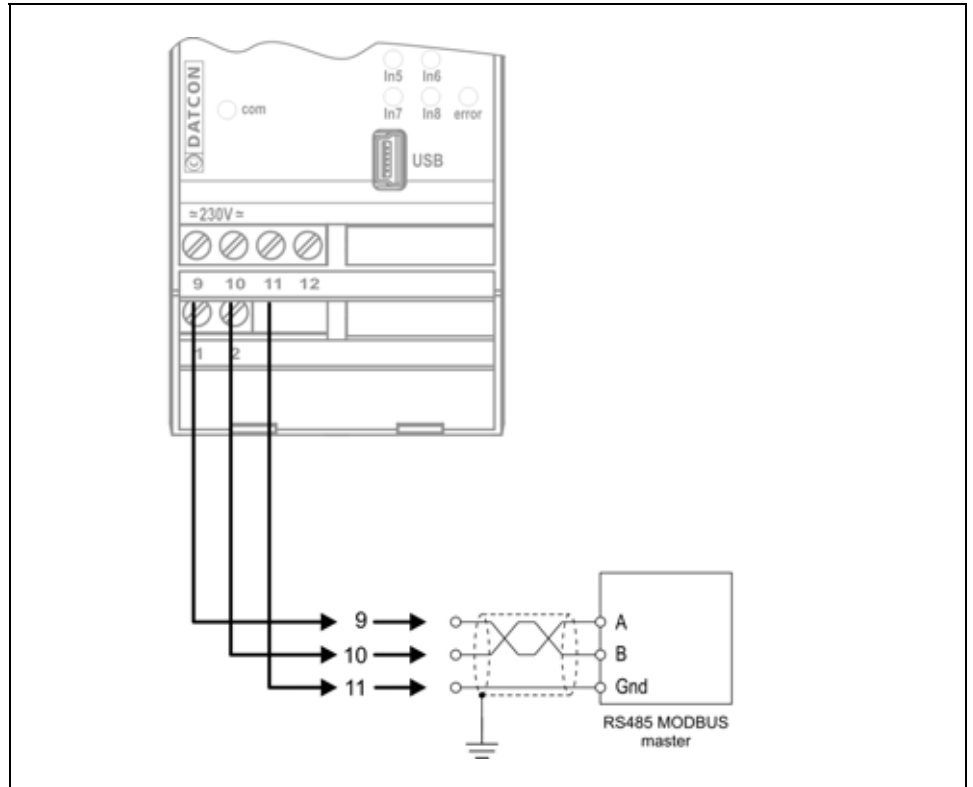 DATCON
com
In5 In6
In7 In8 error
USB
≂230V≂
9 10 11 12
1 2
9
10
11
A
B
Gnd
RS485 MODBUS
master